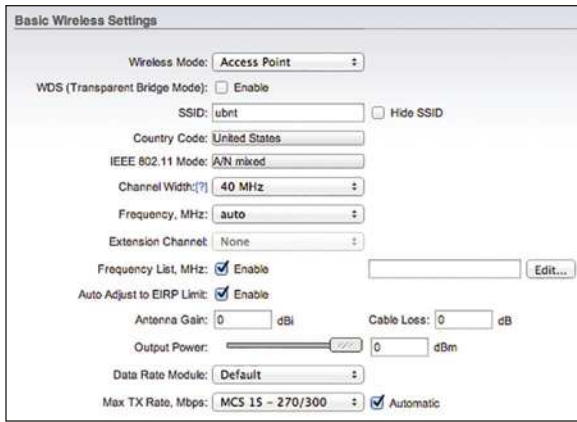 Basic Wireless Settings
Wireless Mode: Access Point
WDS (Transparent Bridge Mode): Enable
SSID: ubnt Hide SSID
Country Code: United States
IEEE 802.11 Mode: A/N mixed
Channel Width:[?] 40 MHz
Frequency, MHz: auto
Extension Channel: None
Frequency List, MHz: Enable Edit...
Auto Adjust to EIRP Limit: Enable
Antenna Gain: 0 dBi Cable Loss: 0 dB
Output Power: 0 dBm
Data Rate Module: Default
Max TX Rate, Mbps: MCS 15 - 270/300 Automatic